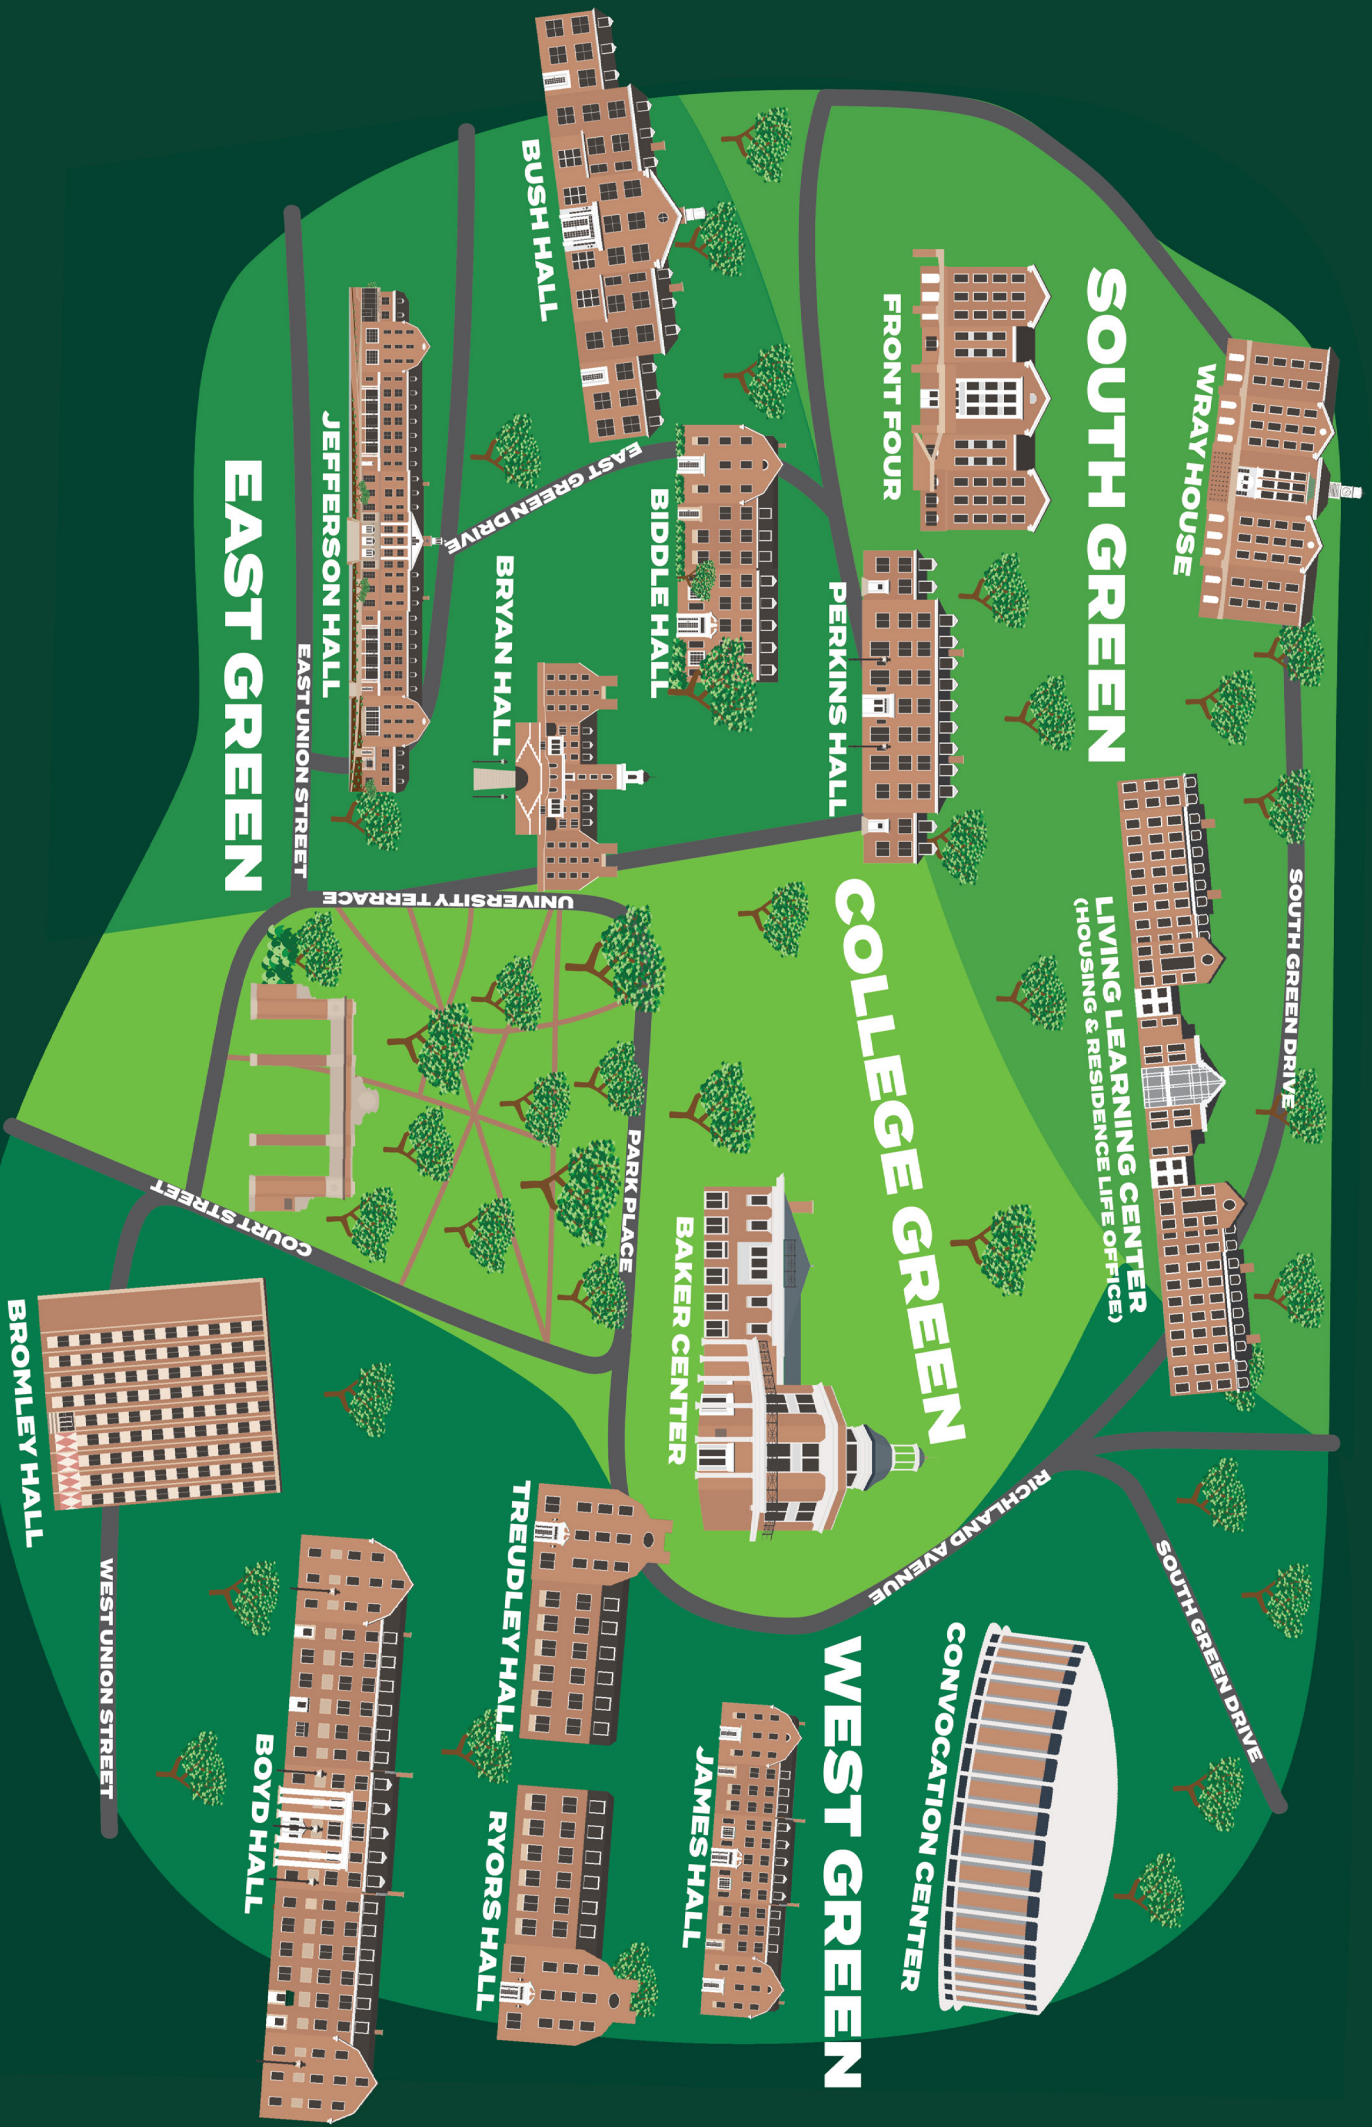 WRAY HOUSE
SOUTH GREEN
FRONT FOUR
PERKINS HALL
SOUTH GREEN DRIVE
LIVING LEARNING CENTER
(HOUSING & RESIDENCE LIFE OFFICE)
SOUTH GREEN DRIVE
CONVOCATION CENTER
RICHLAND AVENUE
COLLEGE GREEN
WEST GREEN
BUSH HALL
BIDDLE HALL
EAST GREEN DRIVE
BRYAN HALL
BAKER CENTER
PARK PLACE
JAMES HALL
UNIVERSITY TERRACE
TREUDLEY HALL
RYORS HALL
JEFFERSON HALL
EAST UNION STREET
EAST GREEN
COURT STREET
BOYD HALL
WEST UNION STREET
BROMLEY HALL